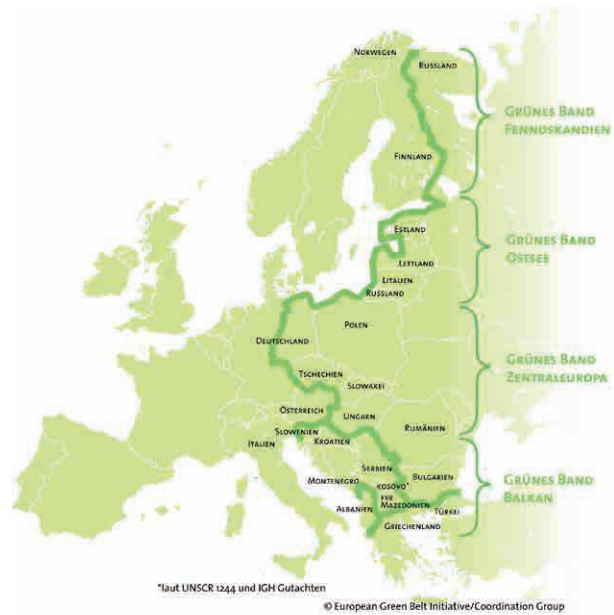 NORWEGEN
RUSSLAND
GRÜNES BAND
FENNOSKANDIEN
FINNLAND
ESTLAND
GRÜNES BAND
OSTSEE
LETTLAND
LITAUEN
RUSSLAND
POLEN
DEUTSCHLAND
GRÜNES BAND
ZENTRALEUROPA
TSCHECHIEN
SLOWAKEI
ÖSTERREICH
UNGARN
SLOWENIEN
RUMÄNIEN
ITALIEN
KROATIEN
SERBIEN
BULGARIEN
MONTENEGRO
KOSOVO*
GRÜNES BAND
BALKAN
EYR
MAZEDONIEN
ALBANIEN
TÜRKEI
GRIECHENLAND
*laut UNSCR 1244 und IGH Gutachten
© European Green Belt Initiative/Coordination Group